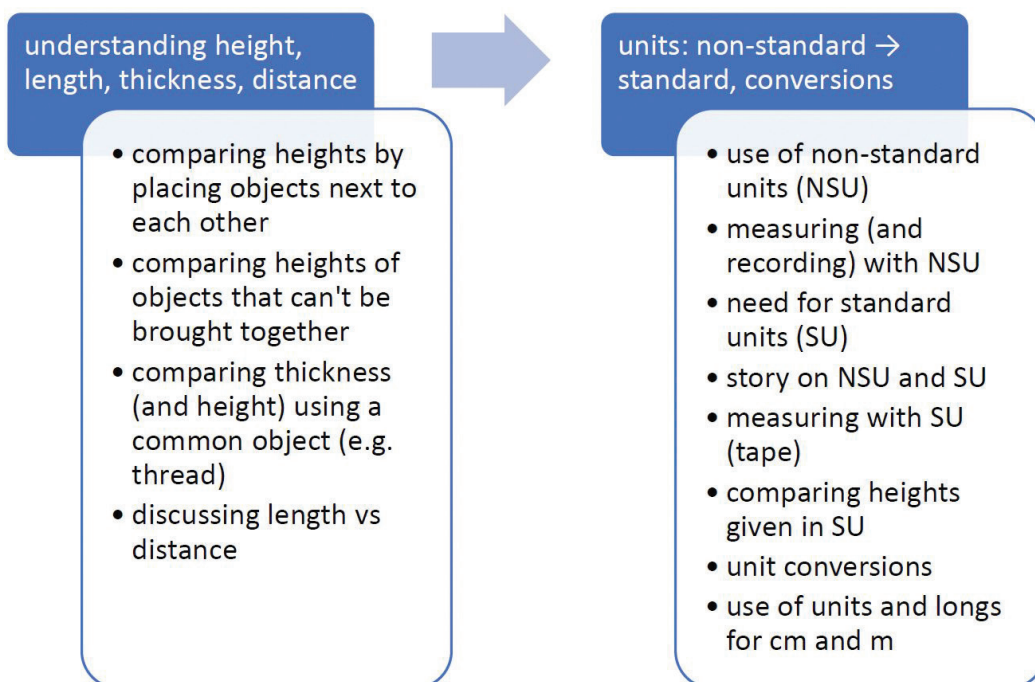 understanding height,
length, thickness, distance
• comparing heights by
placing objects next to
each other
• comparing heights of
objects that can't be
brought together
• comparing thickness
(and height) using a
common object (e.g.
thread)
• discussing length vs
distance
units: non-standard →
standard, conversions
• use of non-standard
units (NSU)
• measuring (and
recording) with NSU
• need for standard
units (SU)
• story on NSU and SU
• measuring with SU
(tape)
• comparing heights
given in SU
• unit conversions
• use of units and longs
for cm and m